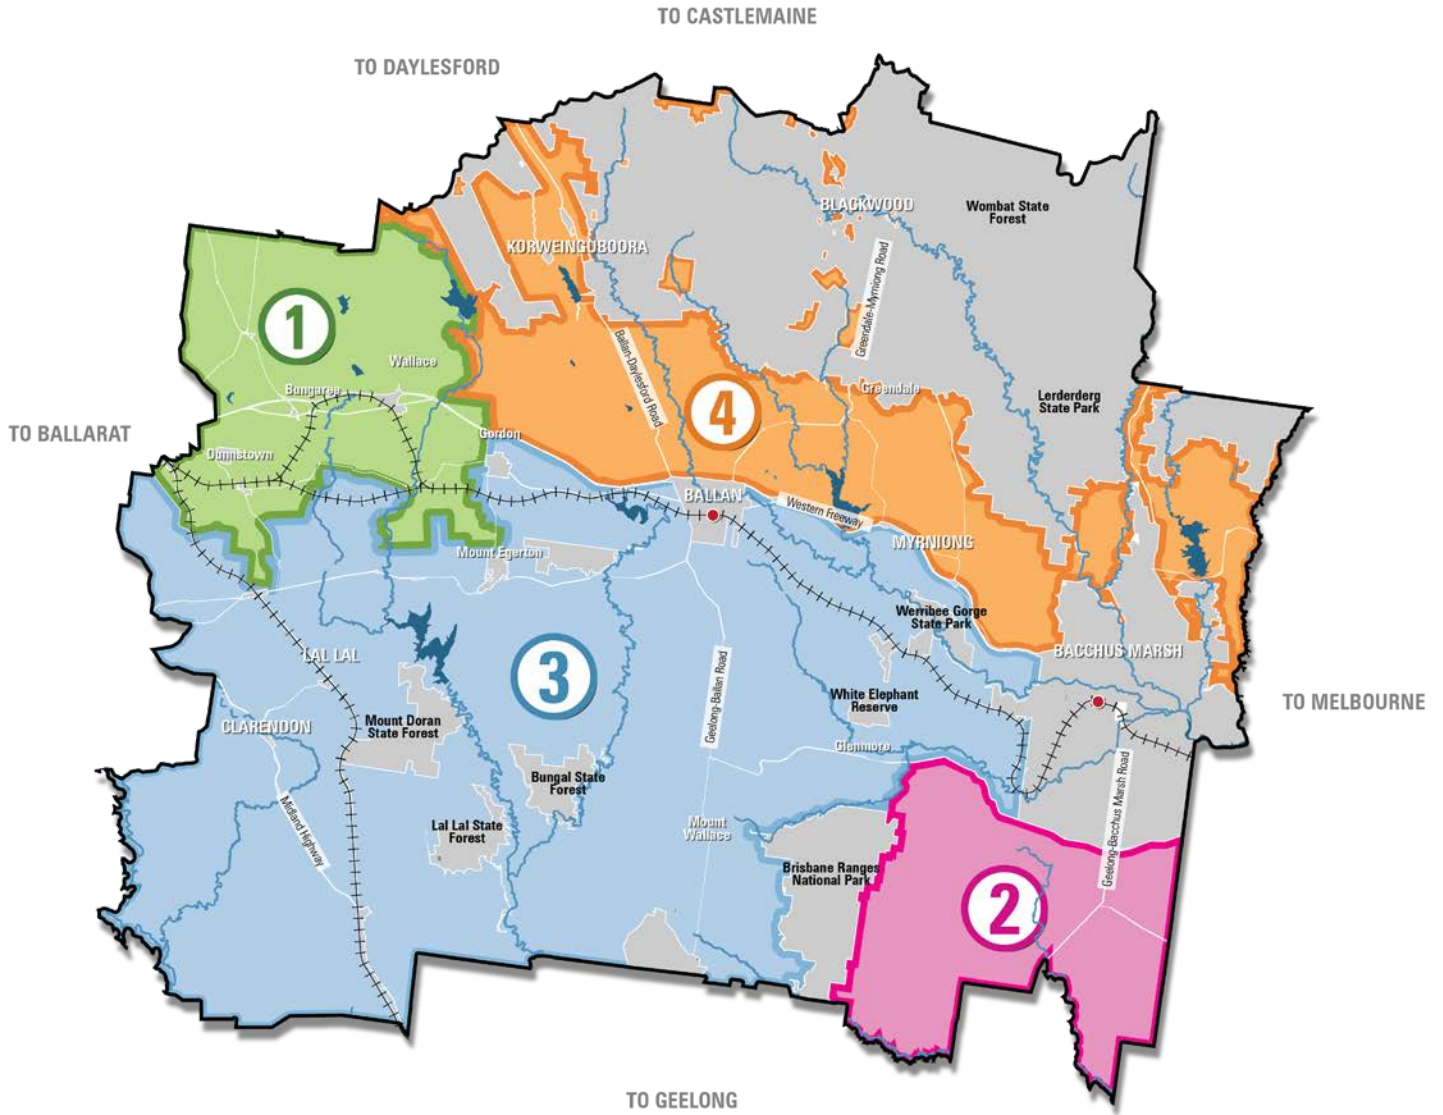 TO CASTLEMAINE
TO DAYLESFORD
BLACKWOOD
Wombat State
Forest
KORWEINGUBOORA
Greendale-Myrniong Road
1
Wallace
Ballan-Daylesford Road
Bungaree
Greendale
Lerderderg
State Park
4
TO BALLARAT
Gordon
Dunnstown
BALLAN
Western Freeway
MYRNIONG
Mount Egerton
Werribee Gorge
State Park
LAL LAL
BACCHUS MARSH
3
Geelong-Ballan Road
White Elephant
Reserve
TO MELBOURNE
CLARENDON
Mount Doran
State Forest
Glenmore
Bungal State
Forest
Geelong-Bacchus Marsh Road
Midland Highway
Lal Lal State
Forest
Mount
Wallace
Brisbane Ranges
National Park
2
TO GEELONG